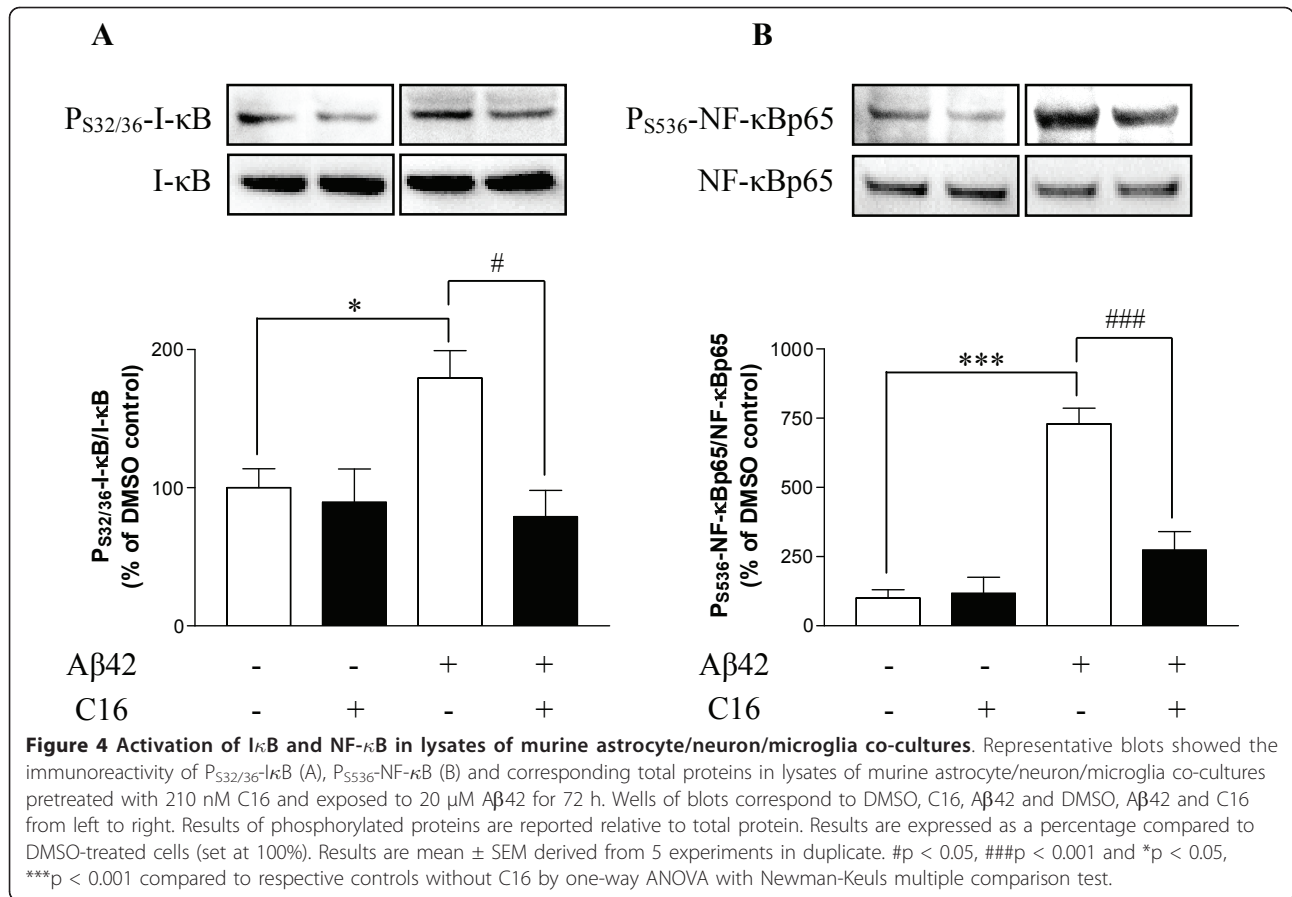 A B
P_S32/36-I-κB
I-κB
P_S536-NF-κBp65
NF-κBp65
#
*
P_S32/36-I-κB/I-κB
(% of DMSO control)
200
100
0
###
***
P_S536-NF-κBp65/NF-κBp65
(% of DMSO control)
1000
750
500
250
0
Aβ42 - - + + - - + +
C16 - + - + - + - +
Figure 4 Activation of IκB and NF-κB in lysates of murine astrocyte/neuron/microglia co-cultures. Representative blots showed the
immunoreactivity of P_S32/36-IκB (A), P_S536-NF-κB (B) and corresponding total proteins in lysates of murine astrocyte/neuron/microglia co-cultures
pretreated with 210 nM C16 and exposed to 20 μM Aβ42 for 72 h. Wells of blots correspond to DMSO, C16, Aβ42 and DMSO, Aβ42 and C16
from left to right. Results of phosphorylated proteins are reported relative to total protein. Results are expressed as a percentage compared to
DMSO-treated cells (set at 100%). Results are mean ± SEM derived from 5 experiments in duplicate. #p < 0.05, ###p < 0.001 and *p < 0.05,
***p < 0.001 compared to respective controls without C16 by one-way ANOVA with Newman-Keuls multiple comparison test.